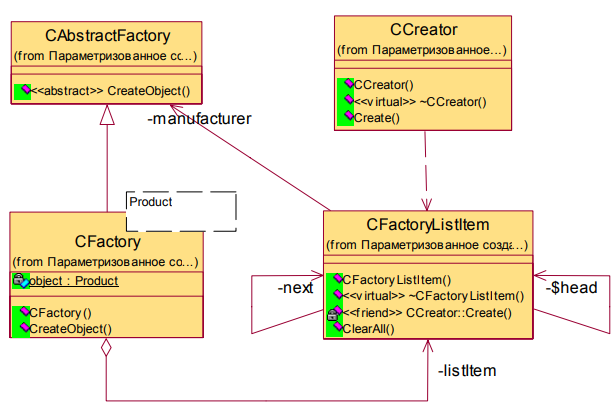 CAbstractFactory
(from Параметризованное со...)
<<abstract>> CreateObject()
CCreator
(from Параметризованное...)
CCreator()
<<virtual>> ~CCreator()
Create()
-manufacturer
Product
CFactory
(from Параметризованное со...)
object : Product
CFactory()
CreateObject()
CFactoryListItem
(from Параметризованное созда...)
CFactoryListItem()
<<virtual>> ~CFactoryListItem()
<<friend>> CCreator::Create()
ClearAll()
-next
-$head
-listItem